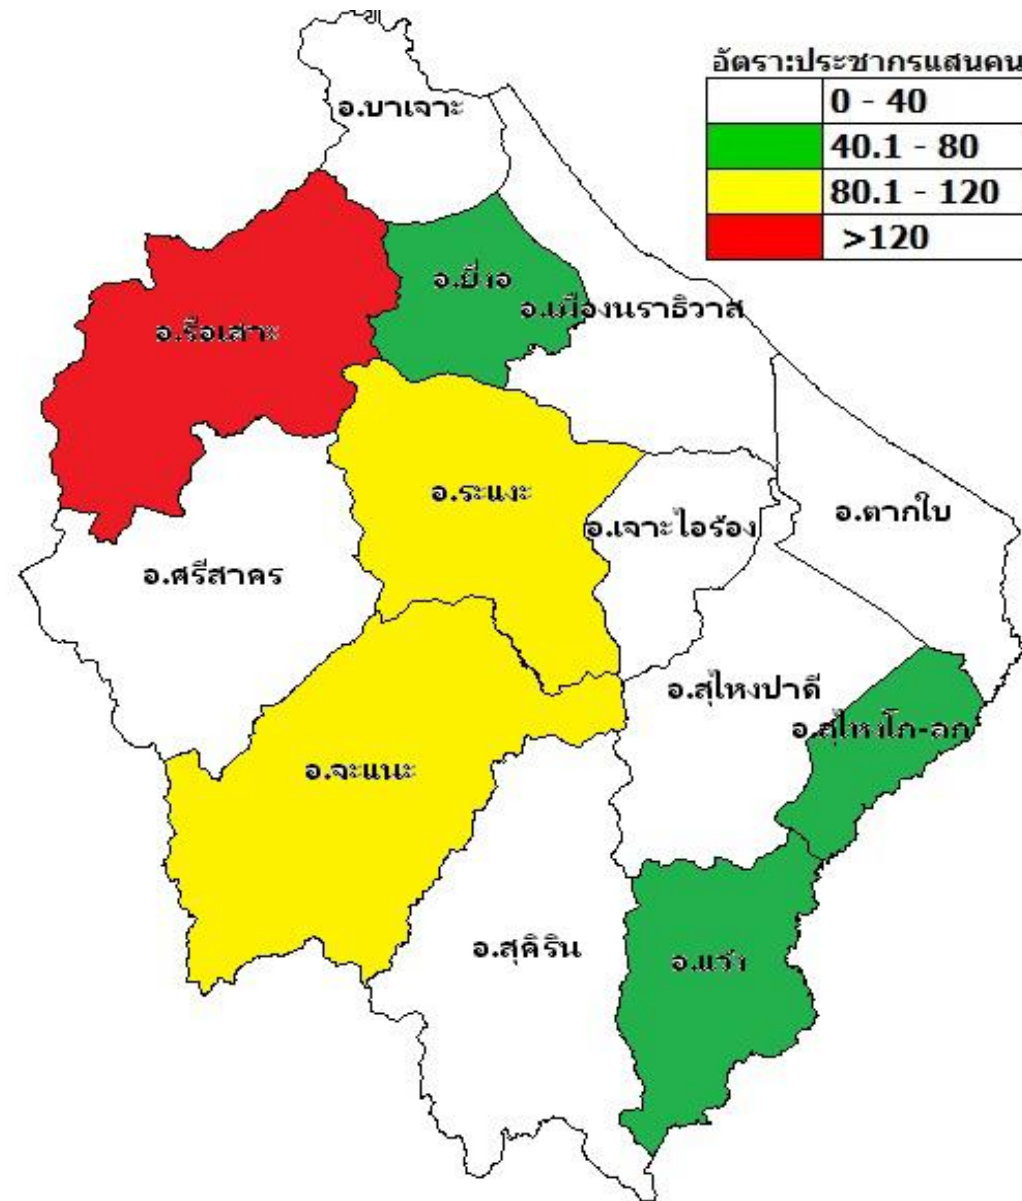 อัตรา:ประชากรแสนคน
0 - 40
40.1 - 80
80.1 - 120
>120
อ.บาเจาะ
อ.ยี่งอ
อ.เมืองนราธิวาส
อ.รือเสาะ
อ.ระแงะ
อ.เจาะไอร้อง
อ.ตากใบ
อ.ศรีสาคร
อ.สุไหงปาดี
อ.สุไหงโก-ลก
อ.จะแนะ
อ.สุคิริน
อ.แว้ง